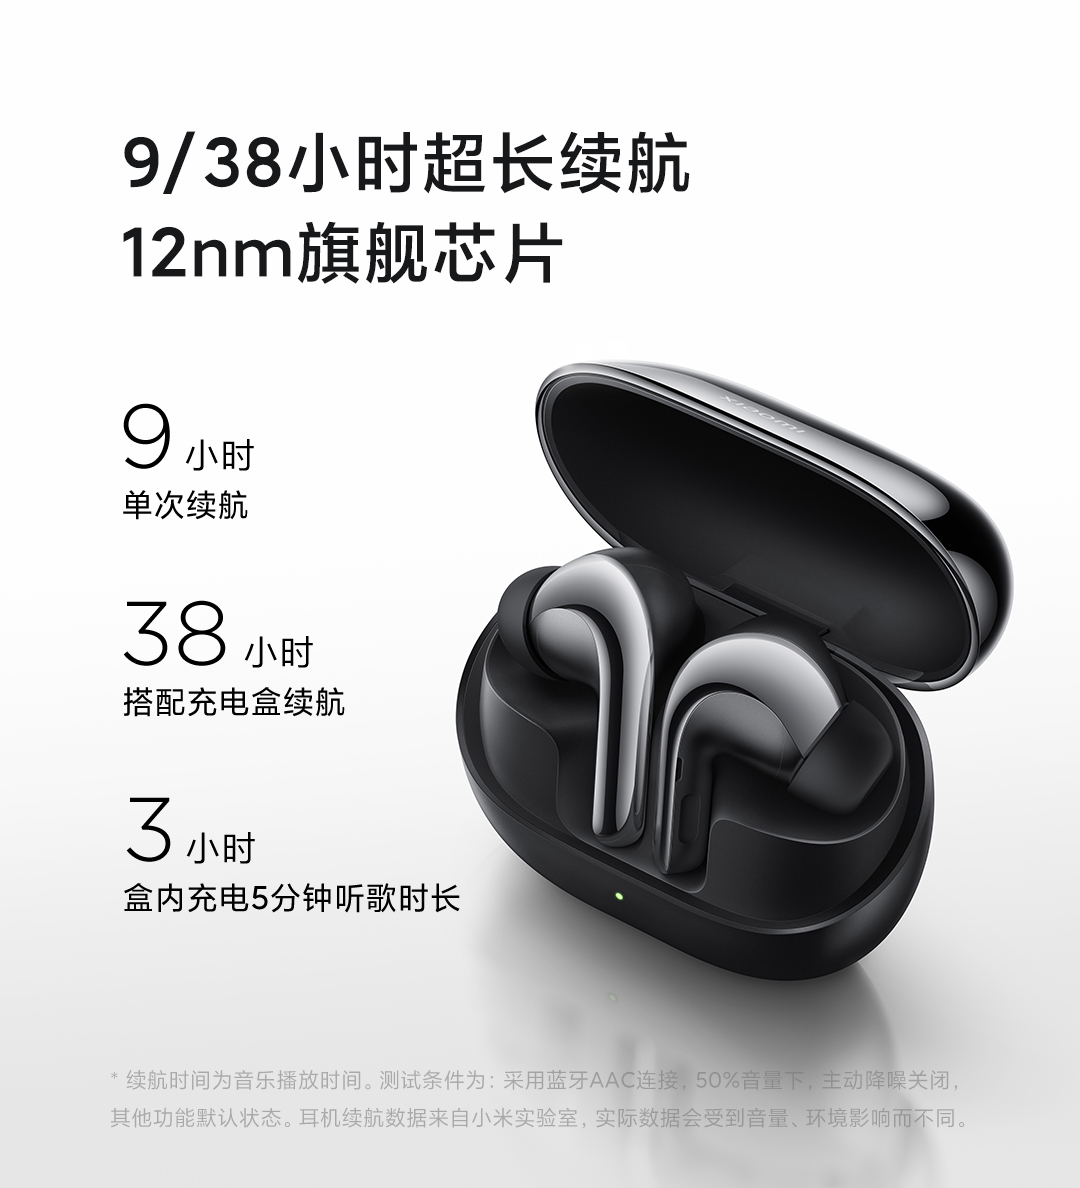 9/38小时超长续航
12nm旗舰芯片
9 小时
单次续航
38 小时
搭配充电盒续航
3 小时
盒内充电5分钟听歌时长
xiaomi
* 续航时间为音乐播放时间。测试条件为：采用蓝牙AAC连接，50%音量下，主动降噪关闭，
其他功能默认状态。耳机续航数据来自小米实验室，实际数据会受到音量、环境影响而不同。